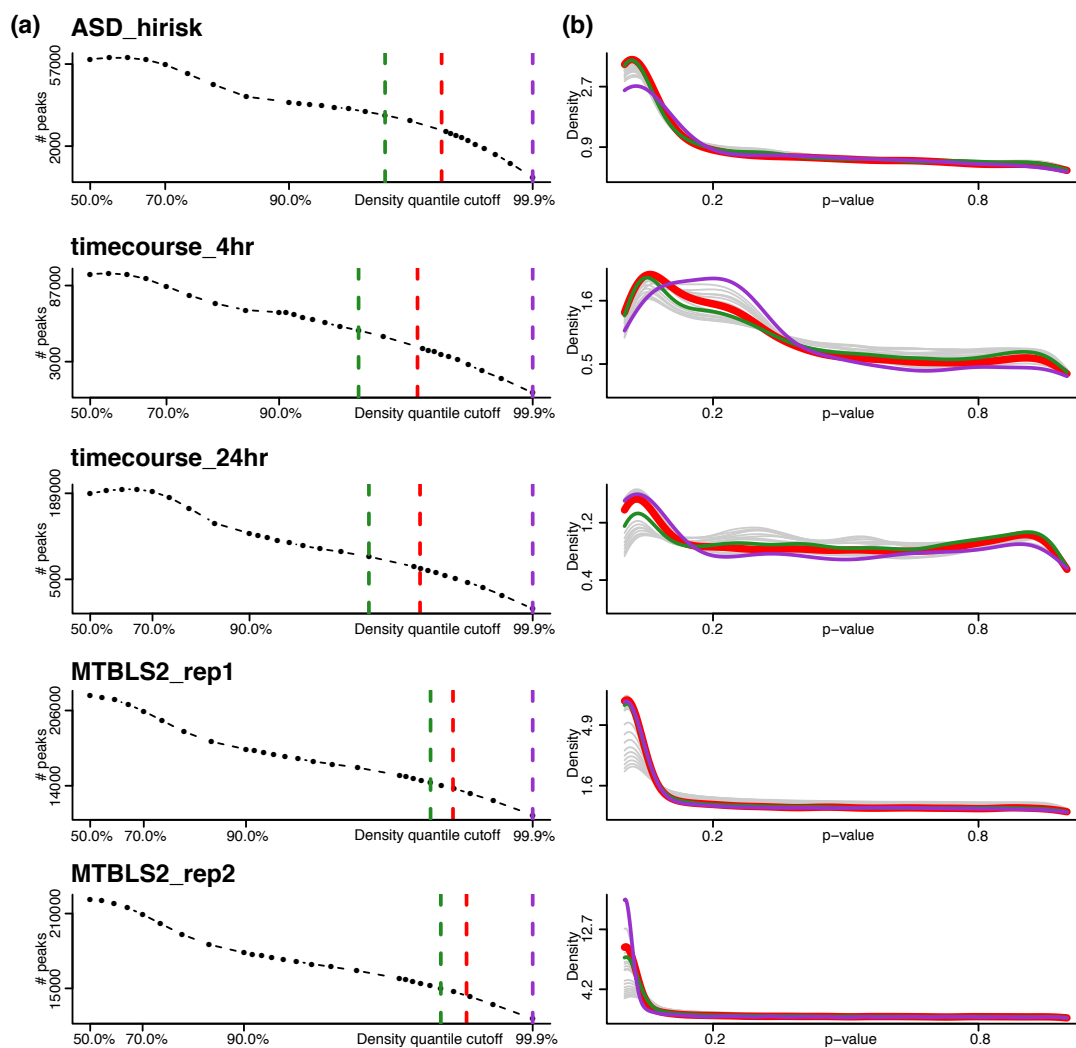 (a) ASD_hirisk (b)
# peaks
57000
2000
50.0% 70.0% 90.0% Density quantile cutoff 99.9%
Density
2.7
0.9
0.2 p−value 0.8
timecourse_4hr
# peaks
87000
3000
50.0% 70.0% 90.0% Density quantile cutoff 99.9%
Density
1.6
0.5
0.2 p−value 0.8
timecourse_24hr
# peaks
189000
5000
50.0% 70.0% 90.0% Density quantile cutoff 99.9%
Density
1.2
0.4
0.2 p−value 0.8
MTBLS2_rep1
# peaks
206000
14000
50.0% 70.0% 90.0% Density cutoff quantile 99.9%
Density
4.9
1.6
0.2 p−value 0.8
MTBLS2_rep2
# peaks
210000
15000
50.0% 70.0% 90.0% Density quantile cutoff 99.9%
Density
12.7
4.2
0.2 p−value 0.8